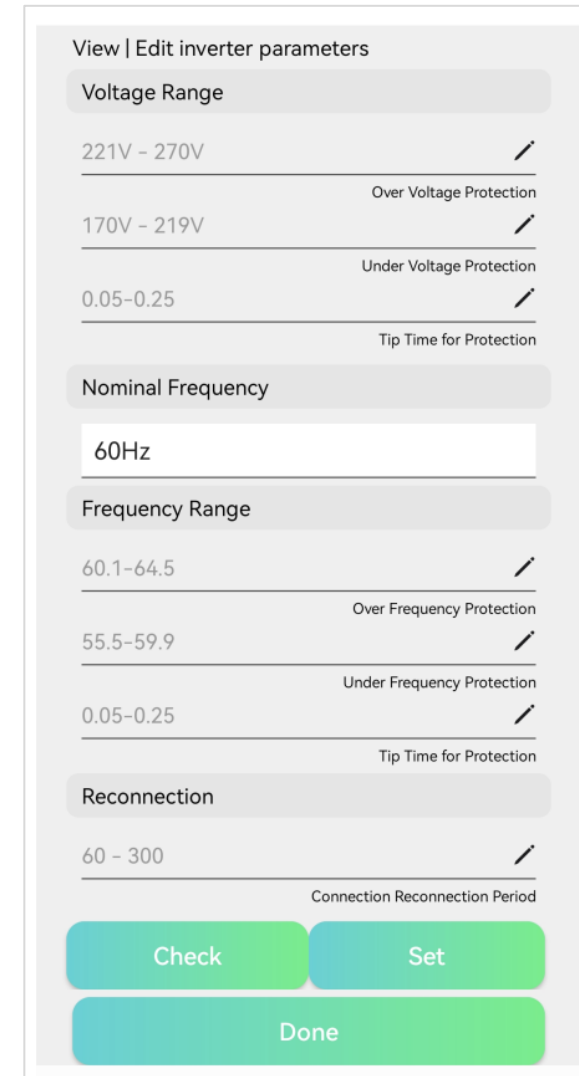 View | Edit inverter parameters
Voltage Range
221V - 270V
Over Voltage Protection
170V - 219V
Under Voltage Protection
0.05-0.25
Tip Time for Protection
Nominal Frequency
60Hz
Frequency Range
60.1-64.5
Over Frequency Protection
55.5-59.9
Under Frequency Protection
0.05-0.25
Tip Time for Protection
Reconnection
60 - 300
Connection Reconnection Period
Check Set
Done